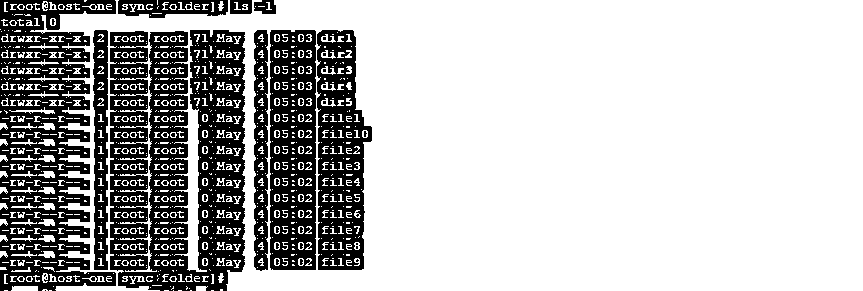 [root@host-one sync_folder]# ls -l
total 0
drwxr-xr-x. 2 root root 71 May  4 05:03 dir1
drwxr-xr-x. 2 root root 71 May  4 05:03 dir2
drwxr-xr-x. 2 root root 71 May  4 05:03 dir3
drwxr-xr-x. 2 root root 71 May  4 05:03 dir4
drwxr-xr-x. 2 root root 71 May  4 05:03 dir5
-rw-r--r--. 1 root root  0 May  4 05:02 file1
-rw-r--r--. 1 root root  0 May  4 05:02 file10
-rw-r--r--. 1 root root  0 May  4 05:02 file2
-rw-r--r--. 1 root root  0 May  4 05:02 file3
-rw-r--r--. 1 root root  0 May  4 05:02 file4
-rw-r--r--. 1 root root  0 May  4 05:02 file5
-rw-r--r--. 1 root root  0 May  4 05:02 file6
-rw-r--r--. 1 root root  0 May  4 05:02 file7
-rw-r--r--. 1 root root  0 May  4 05:02 file8
-rw-r--r--. 1 root root  0 May  4 05:02 file9
[root@host-one sync_folder]#